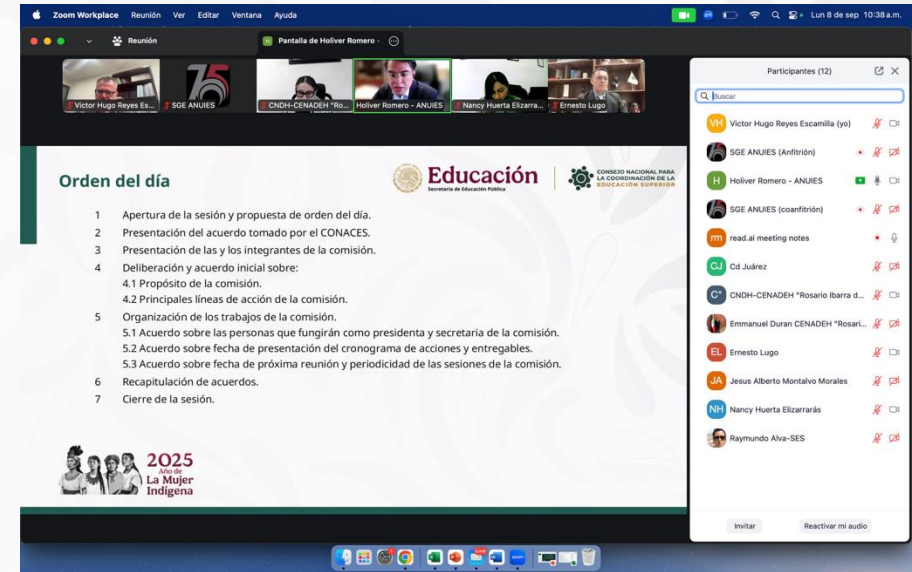 Zoom Workplace Reunión Ver Editar Ventana Ayuda
Lun 8 de sep 10:38 a.m.
Reunión
Pantalla de Holiver Romero -
Victor Hugo Reyes Es...
SGE ANUIES
CNDH-CENADEH "Ro...
Holiver Romero - ANUIES
Nancy Huerta Elizarra...
Ernesto Lugo
Orden del día
Educación
Secretaría de Educación Pública
CONSEJO NACIONAL PARA
LA COORDINACIÓN DE LA
EDUCACIÓN SUPERIOR
1 Apertura de la sesión y propuesta de orden del día.
2 Presentación del acuerdo tomado por el CONACES.
3 Presentación de las y los integrantes de la comisión.
4 Deliberación y acuerdo inicial sobre:
4.1 Propósito de la comisión.
4.2 Principales líneas de acción de la comisión.
5 Organización de los trabajos de la comisión.
5.1 Acuerdo sobre las personas que fungirán como presidenta y secretaria de la comisión.
5.2 Acuerdo sobre fecha de presentación del cronograma de acciones y entregables.
5.3 Acuerdo sobre fecha de próxima reunión y periodicidad de las sesiones de la comisión.
6 Recapitulación de acuerdos.
7 Cierre de la sesión.
2025
Año de
La Mujer
Indígena
Participantes (12)
Buscar
VH Victor Hugo Reyes Escamilla (yo)
SGE ANUIES (Anfitrión)
H Holiver Romero - ANUIES
SGE ANUIES (coanfitrión)
rm read.ai meeting notes
CJ Cd Juárez
C" CNDH-CENADEH "Rosario Ibarra d...
Emmanuel Duran CENADEH "Rosari...
EL Ernesto Lugo
JA Jesus Alberto Montalvo Morales
NH Nancy Huerta Elizarrarás
Raymundo Alva-SES
Invitar
Reactivar mi audio